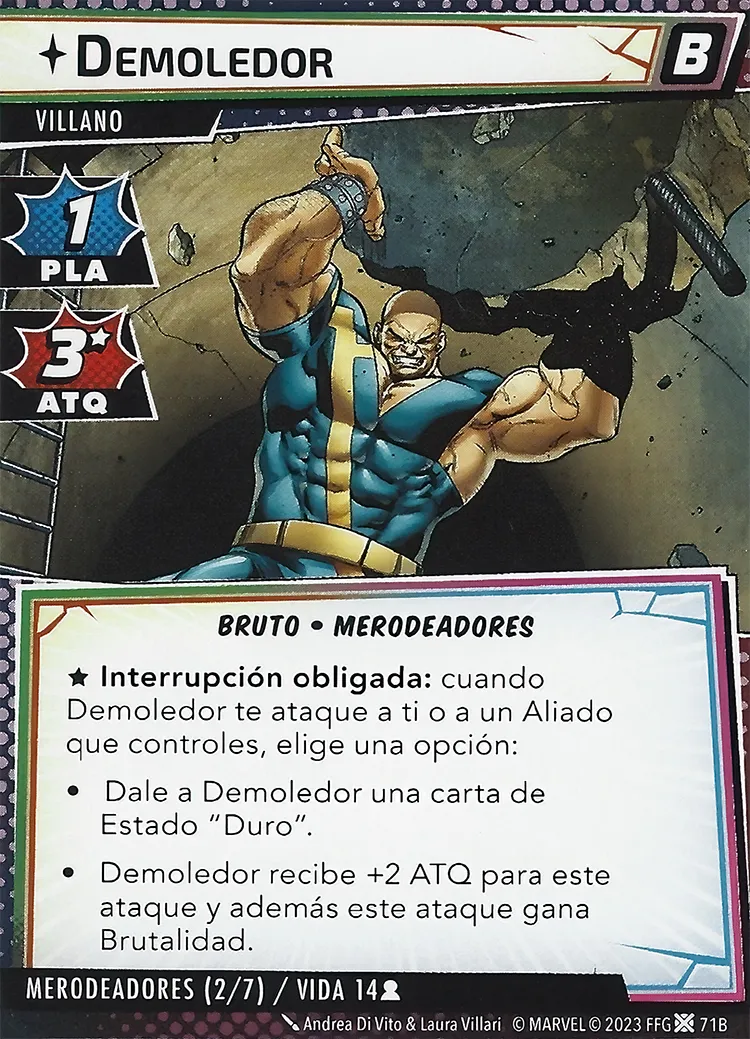 DEMOLEDOR
B
VILLANO
1
PLA
3
ATQ
BRUTO • MERODEADORES
★ Interrupción obligada: cuando
Demoledor te ataque a ti o a un Aliado
que controles, elige una opción:
• Dale a Demoledor una carta de
Estado “Duro”.
• Demoledor recibe +2 ATQ para este
ataque y además este ataque gana
Brutalidad.
MERODEADORES (2/7) / VIDA 14
Andrea Di Vito & Laura Villari © MARVEL © 2023 FFG 71B